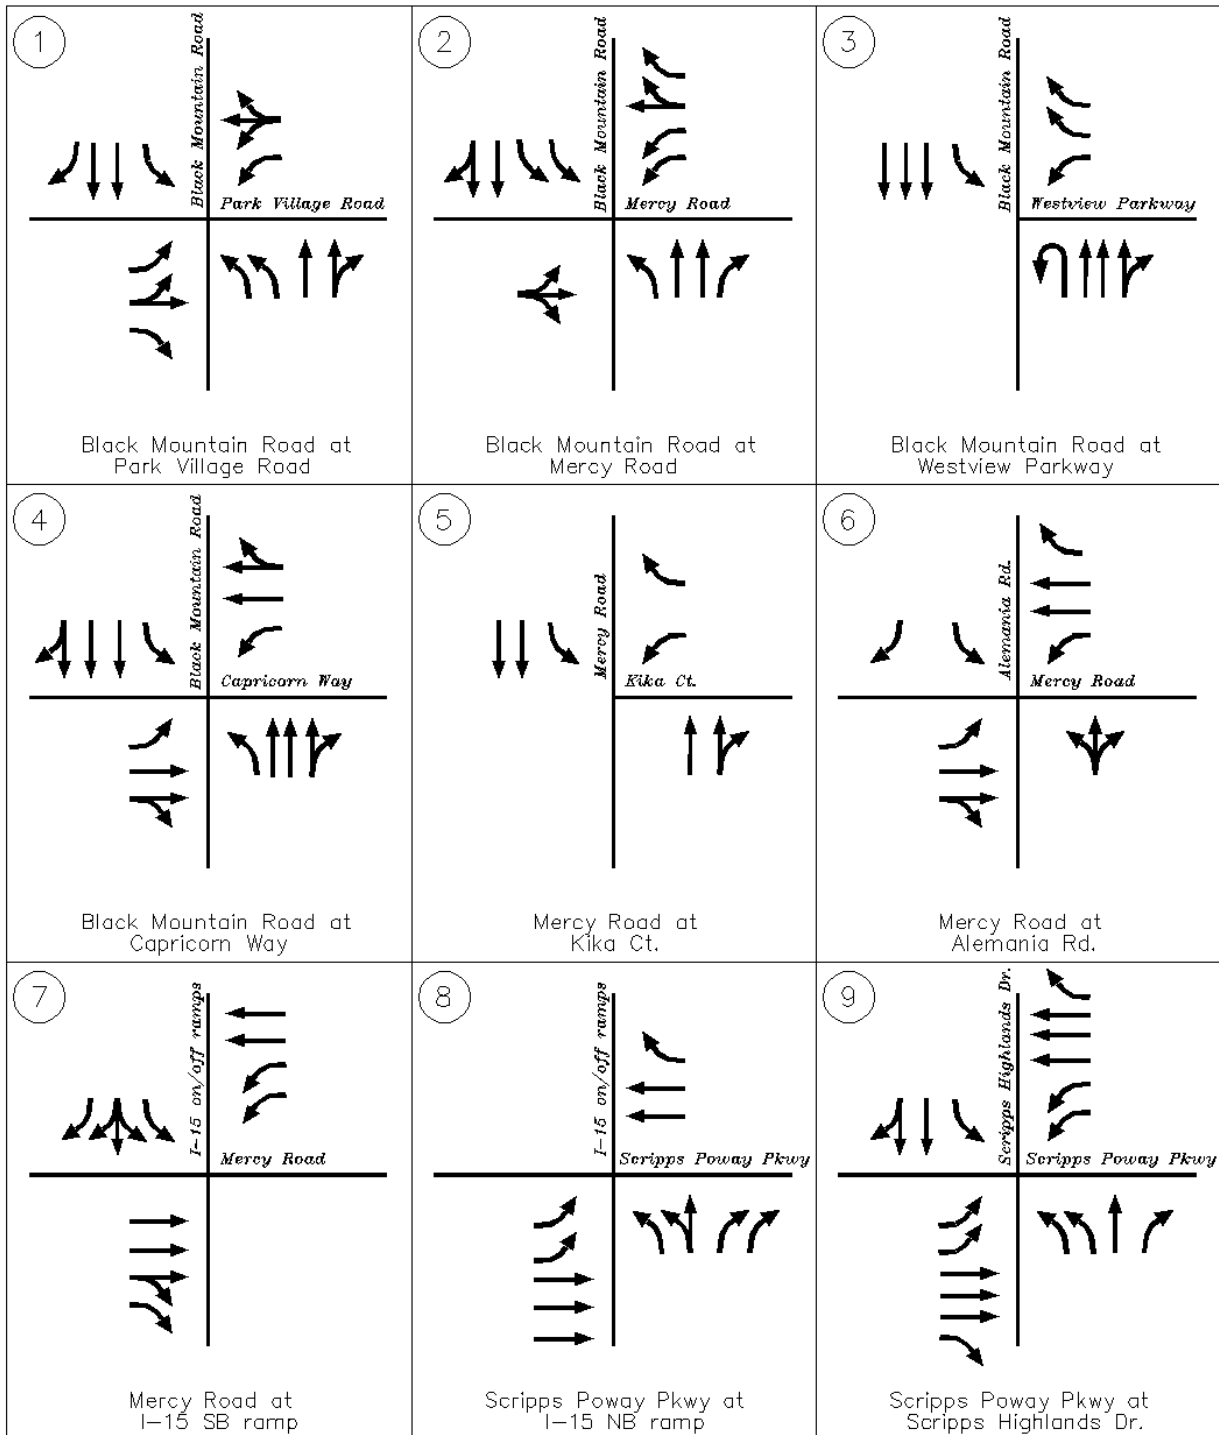 1
Black Mountain Road
Park Village Road
Black Mountain Road at
Park Village Road
2
Black Mountain Road
Mercy Road
Black Mountain Road at
Mercy Road
3
Black Mountain Road
Westview Parkway
Black Mountain Road at
Westview Parkway
4
Black Mountain Road
Capricorn Way
Black Mountain Road at
Capricorn Way
5
Mercy Road
Kika Ct.
Mercy Road at
Kika Ct.
6
Alemania Rd.
Mercy Road
Mercy Road at
Alemania Rd.
7
I-15 on/off ramps
Mercy Road
Mercy Road at
I-15 SB ramp
8
I-15 on/off ramps
Scripps Poway Pkwy
Scripps Poway Pkwy at
I-15 NB ramp
9
Scripps Highlands Dr.
Scripps Poway Pkwy
Scripps Poway Pkwy at
Scripps Highlands Dr.